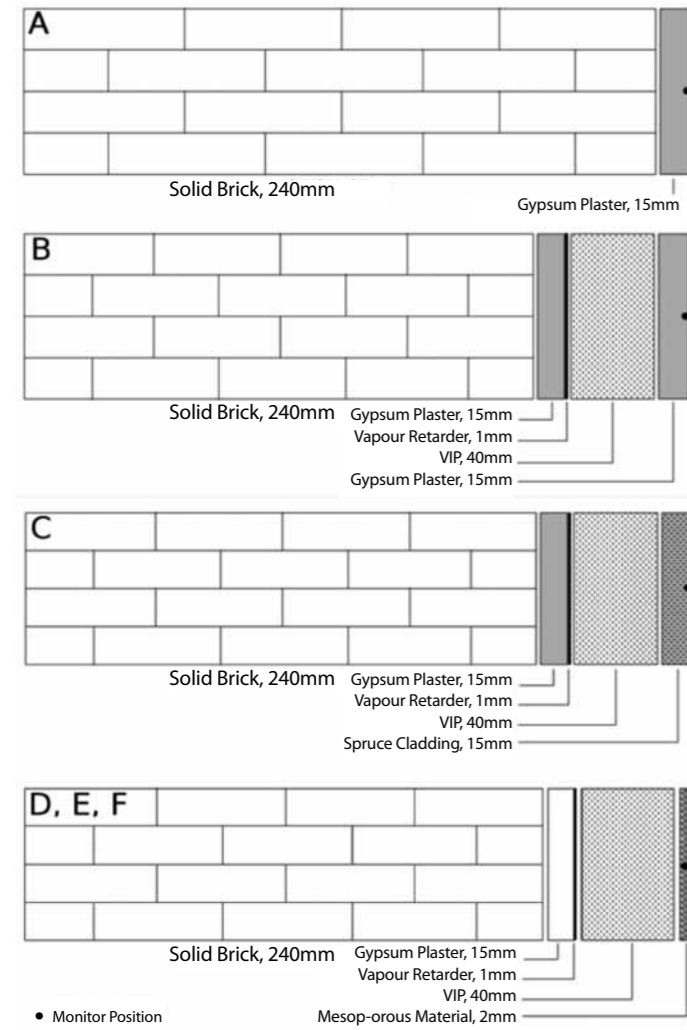 A
Solid Brick, 240mm
Gypsum Plaster, 15mm
B
Solid Brick, 240mm
Gypsum Plaster, 15mm
Vapour Retarder, 1mm
VIP, 40mm
Gypsum Plaster, 15mm
C
Solid Brick, 240mm
Gypsum Plaster, 15mm
Vapour Retarder, 1mm
VIP, 40mm
Spruce Cladding, 15mm
D, E, F
Solid Brick, 240mm
Gypsum Plaster, 15mm
Vapour Retarder, 1mm
VIP, 40mm
Mesop-orous Material, 2mm
• Monitor Position